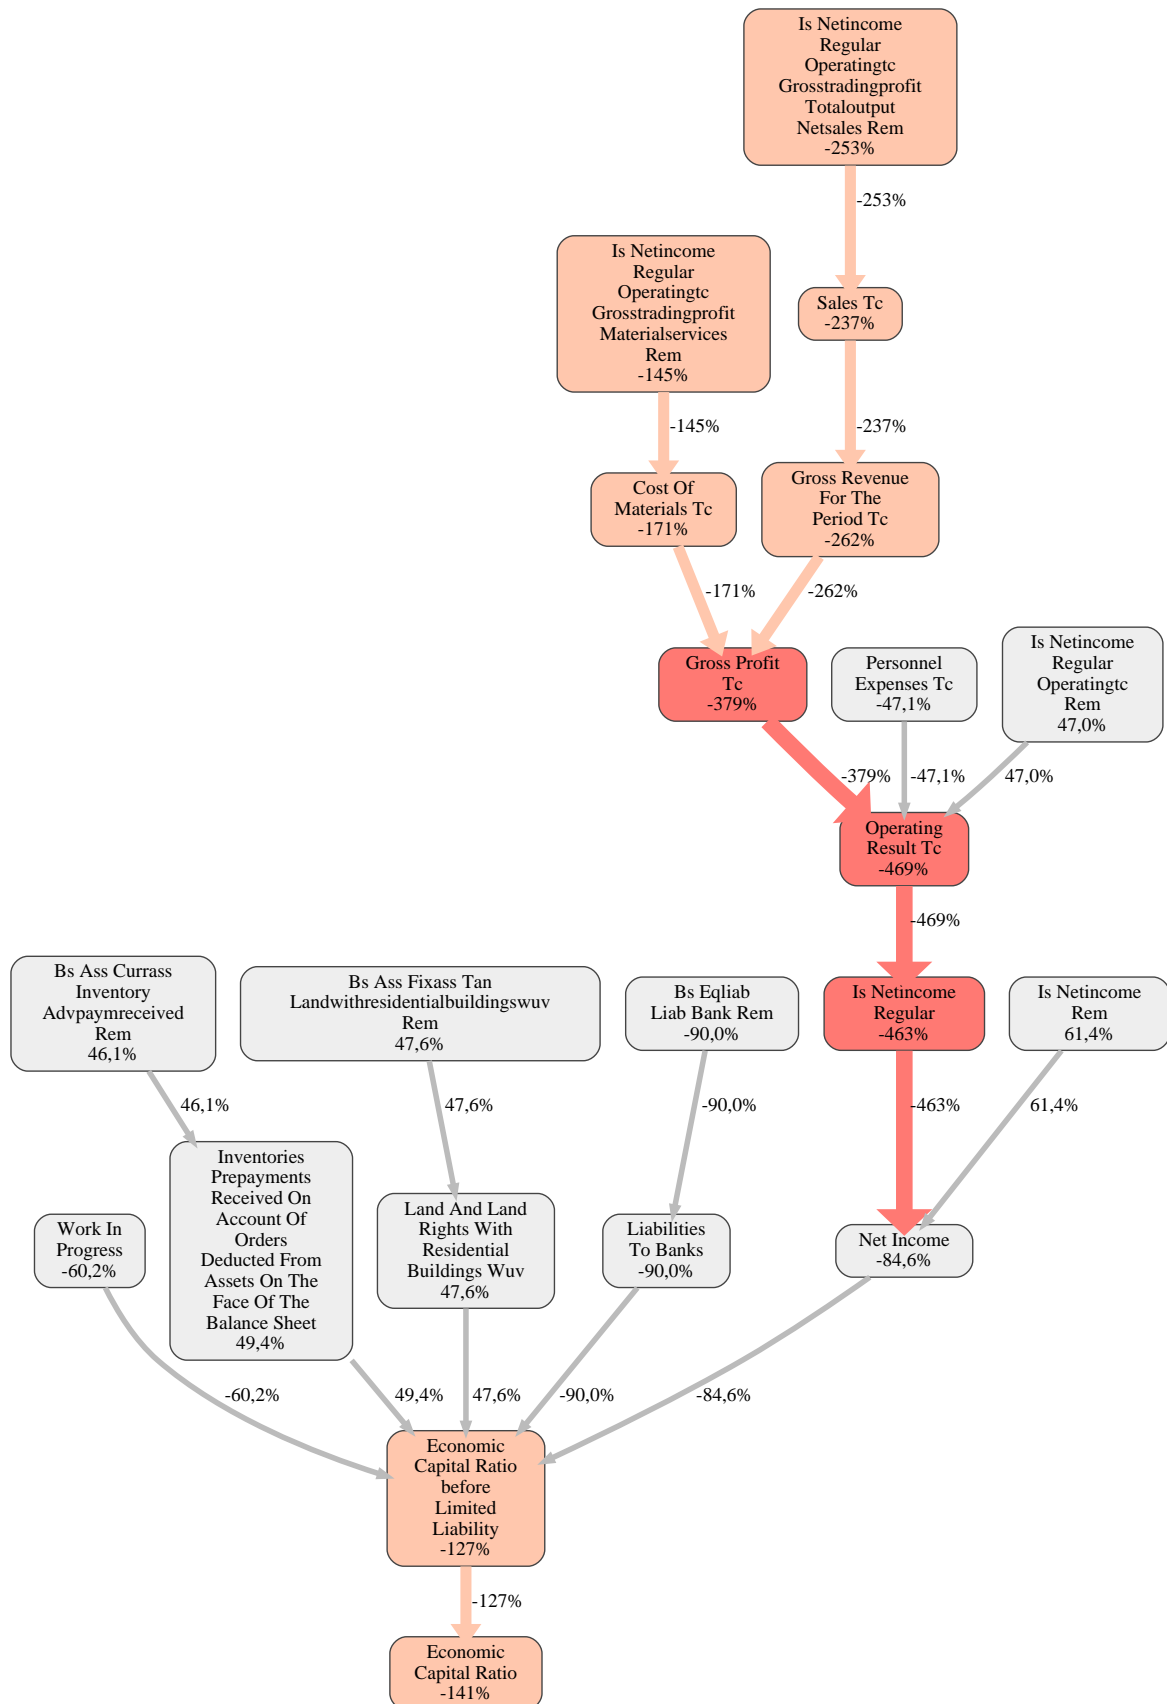 Is Netincome
Regular
Operatingtc
Grosstradingprofit
Totaloutput
Netsales Rem
-253%
-253%
Is Netincome
Regular
Operatingtc
Grosstradingprofit
Materialservices
Rem
-145%
Sales Tc
-237%
-145%
-237%
Cost Of
Materials Tc
-171%
Gross Revenue
For The
Period Tc
-262%
-171%
-262%
Gross Profit
Tc
-379%
Personnel
Expenses Tc
-47,1%
Is Netincome
Regular
Operatingtc
Rem
47,0%
-379%
-47,1%
47,0%
Operating
Result Tc
-469%
-469%
Bs Ass Currass
Inventory
Advpaymreceived
Rem
46,1%
Bs Ass Fixass Tan
Landwithresidentialbuildingswuv
Rem
47,6%
Bs Eqliab
Liab Bank Rem
-90,0%
Is Netincome
Regular
-463%
Is Netincome
Rem
61,4%
46,1%
47,6%
-90,0%
-463%
61,4%
Work In
Progress
-60,2%
Inventories
Prepayments
Received On
Account Of
Orders
Deducted From
Assets On The
Face Of The
Balance Sheet
49,4%
Land And Land
Rights With
Residential
Buildings Wuv
47,6%
Liabilities
To Banks
-90,0%
Net Income
-84,6%
-60,2%
49,4%
47,6%
-90,0%
-84,6%
Economic
Capital Ratio
before
Limited
Liability
-127%
-127%
Economic
Capital Ratio
-141%